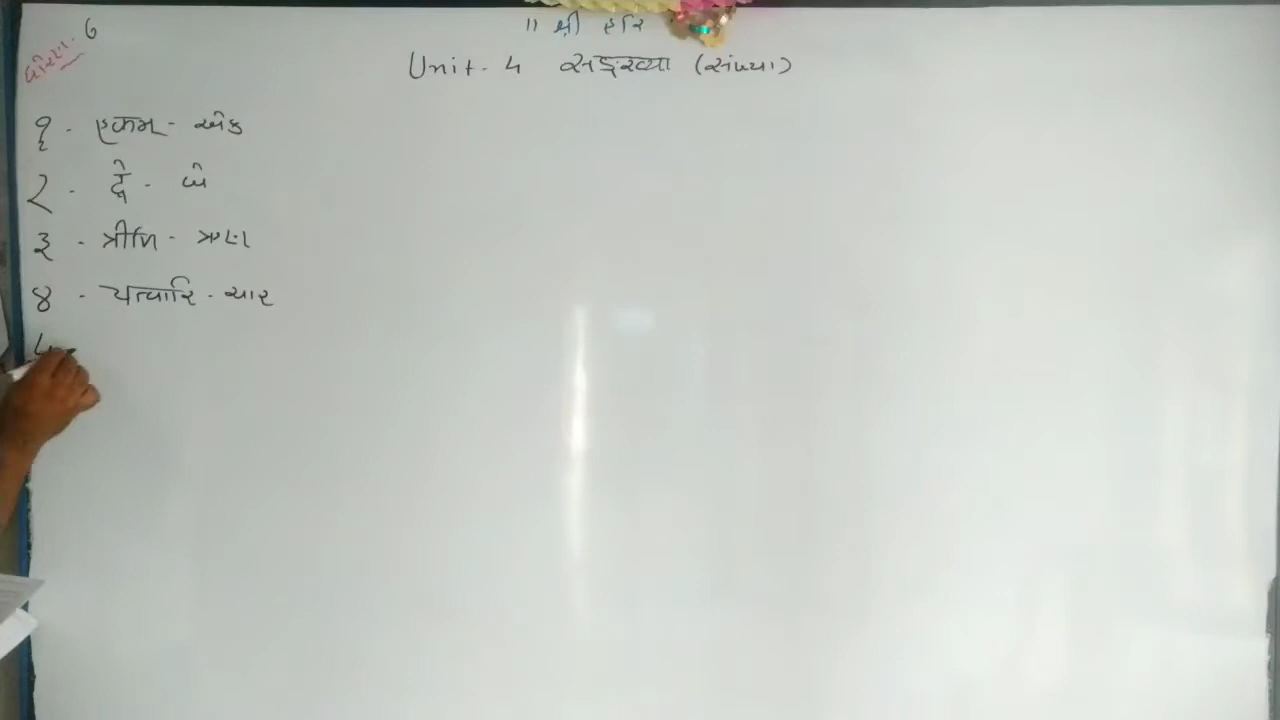 ॥ श्री हरि
ધોરણ. 6
Unit. 4 सङ्ख्या (સંખ્યા)
१ - एकम् - એક
२ - द्वे - બે
३ - त्रीणि - ત્રણ
४ - चत्वारि - ચાર